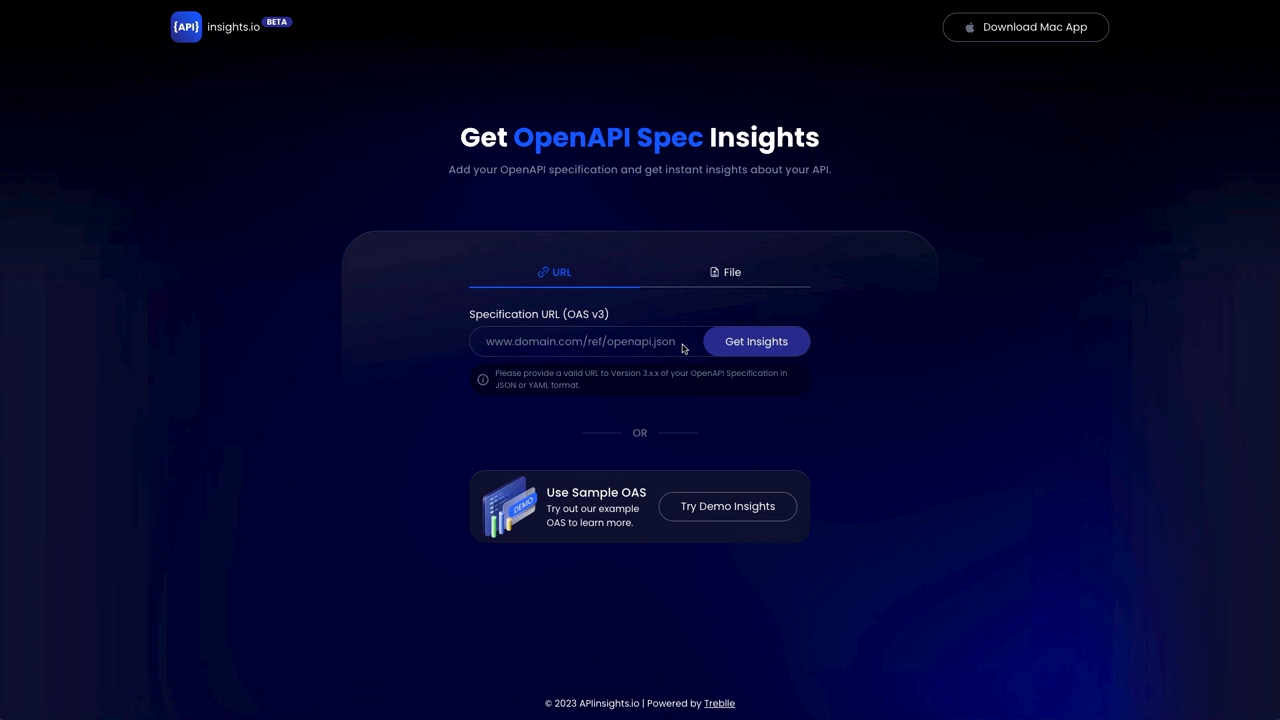 {API} insights.io BETA
Download Mac App
Get OpenAPI Spec Insights
Add your OpenAPI specification and get instant insights about your API.
URL
File
Specification URL (OAS v3)
www.domain.com/ref/openapi.json
Get Insights
Please provide a valid URL to Version 3.x.x of your OpenAPI Specification in
JSON or YAML format.
OR
DEMO
Use Sample OAS
Try out our example
OAS to learn more.
Try Demo Insights
© 2023 APIinsights.io | Powered by Treblle